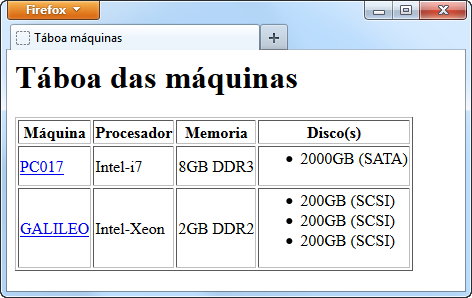 Firefox
Táboa máquinas
Táboa das máquinas
Máquina Procesador Memoria Disco(s)
PC017 Intel-i7 8GB DDR3 • 2000GB (SATA)
• 200GB (SCSI)
GALILEO Intel-Xeon 2GB DDR2 • 200GB (SCSI)
• 200GB (SCSI)